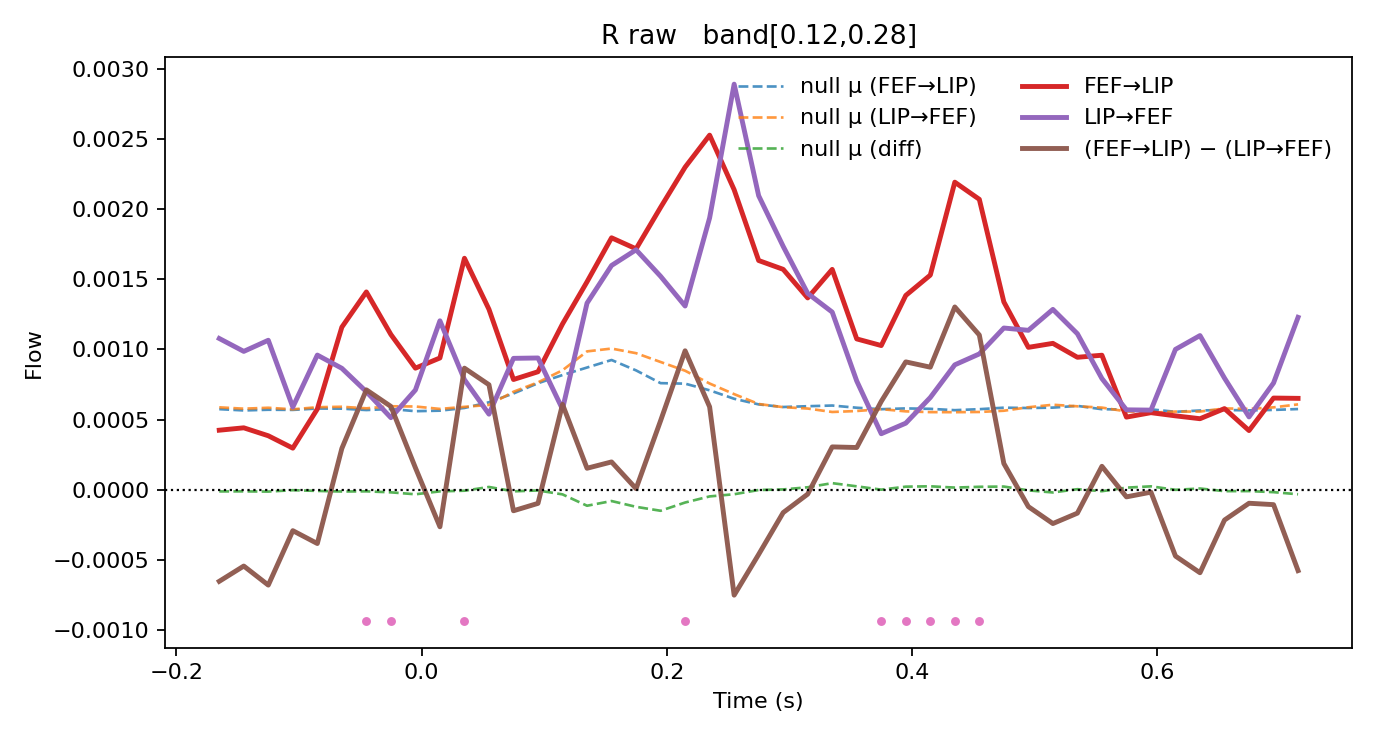 R raw   band[0.12,0.28]
Flow
0.0030
0.0025
0.0020
0.0015
0.0010
0.0005
0.0000
−0.0005
−0.0010
null μ (FEF→LIP)
null μ (LIP→FEF)
null μ (diff)
FEF→LIP
LIP→FEF
(FEF→LIP) − (LIP→FEF)
−0.2
0.0
0.2
0.4
0.6
Time (s)